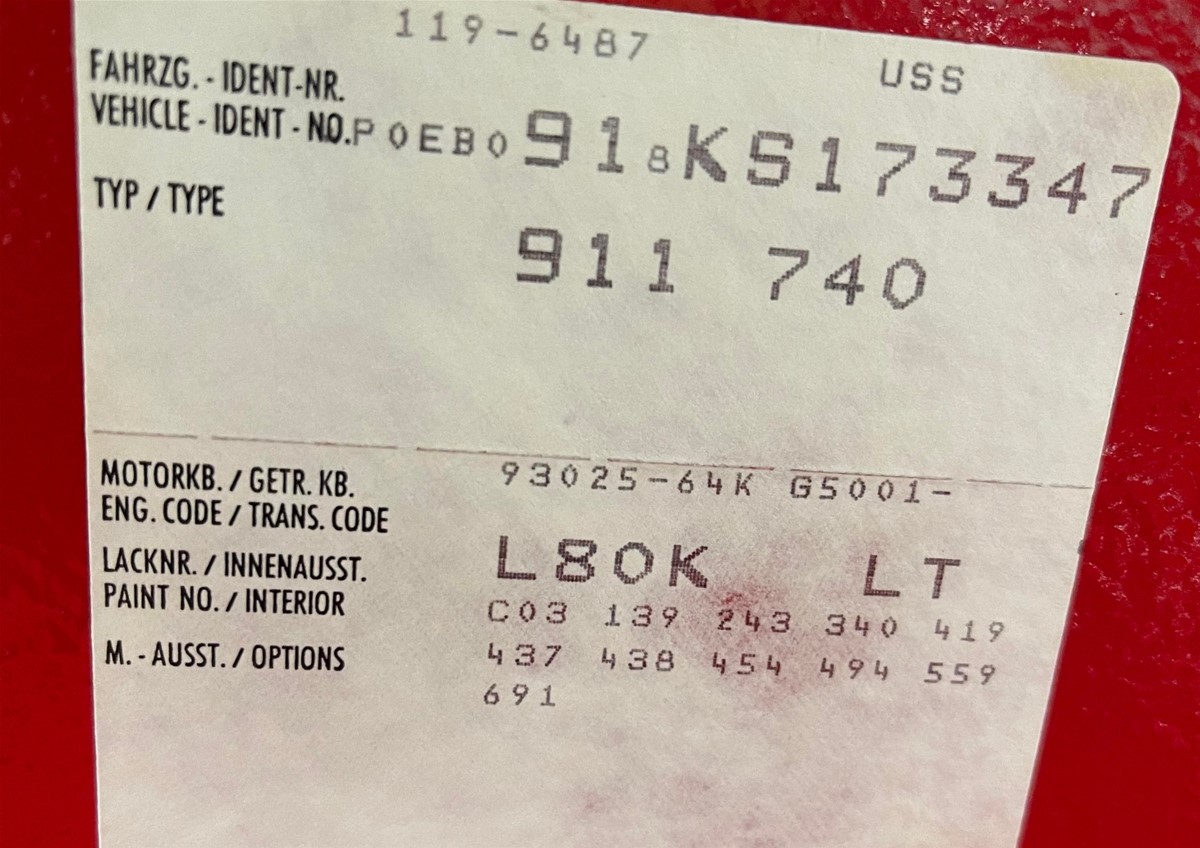 119-6487
USS
FAHRZG. - IDENT-NR.
VEHICLE - IDENT - NO. P0EB0918KS173347
TYP / TYPE
911 740
MOTORKB. / GETR. KB. 93025-64K G5001-
ENG. CODE / TRANS. CODE
LACKNR. / INNENAUSST. L80K LT
PAINT NO. / INTERIOR C03 139 243 340 419
M. - AUSST. / OPTIONS 437 438 454 494 559
691